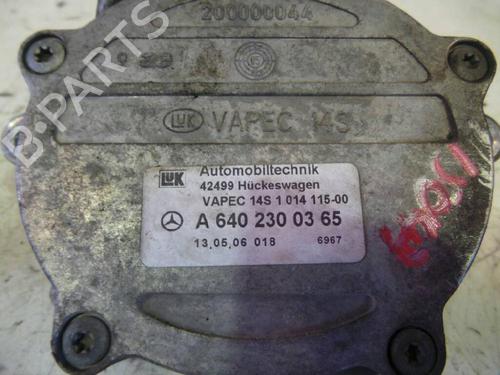 200000044
LUK VAPEC 14S
LUK Automobiltechnik
42499 Hückeswagen
VAPEC 14S 1 014 115-00
A 640 230 03 65
13.05.06 018 6967
B-PARTS